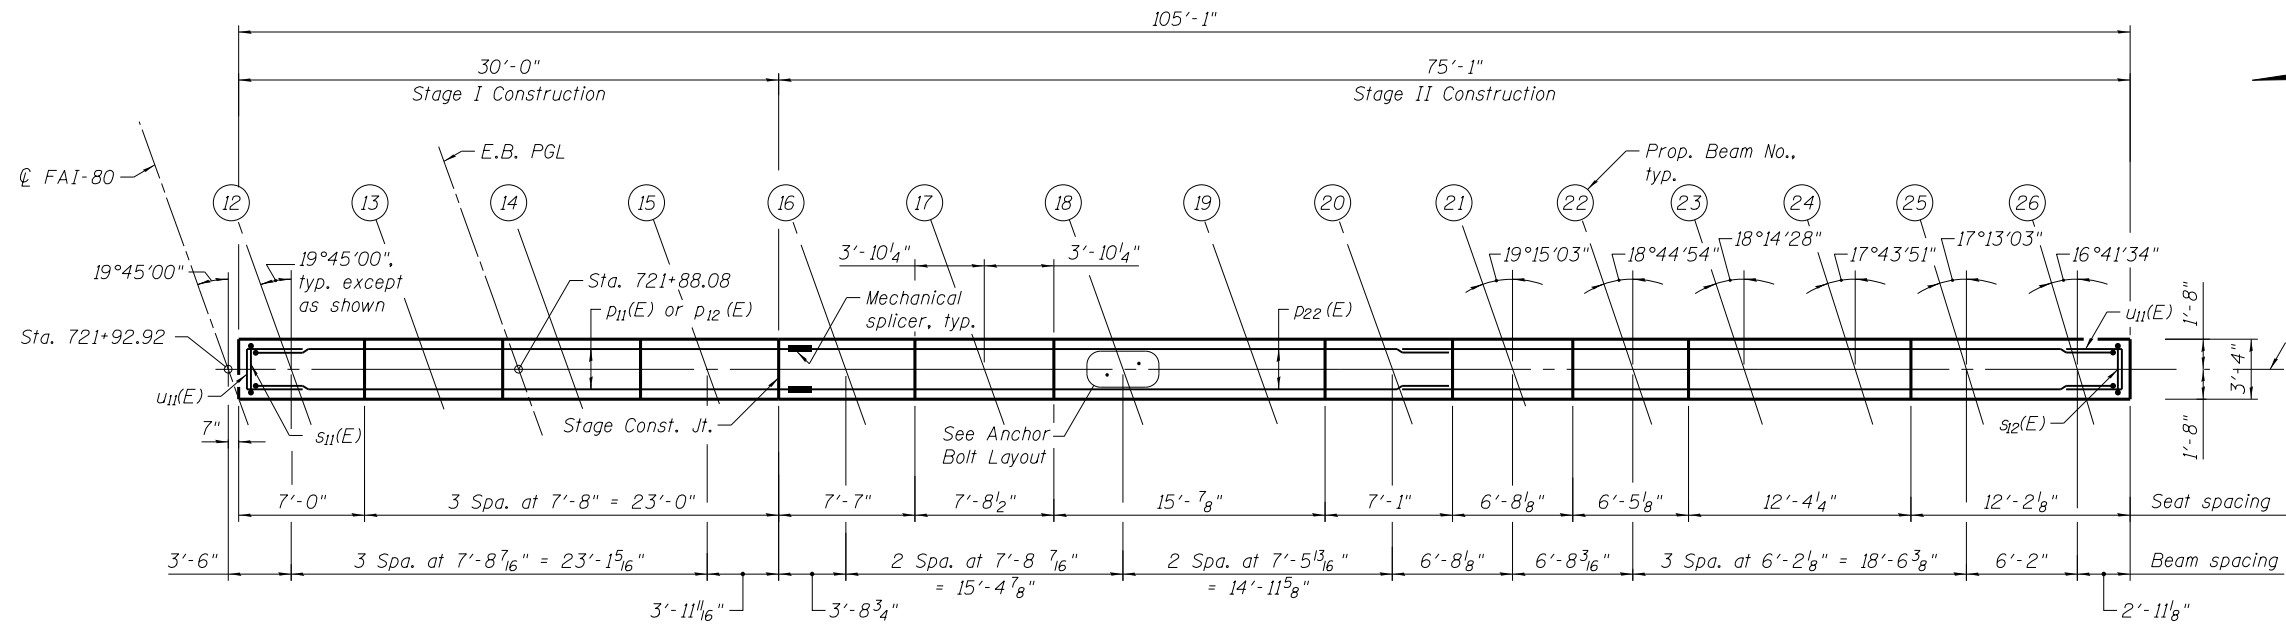 105'-1"
30'-0"
75'-1"
Stage I Construction
Stage II Construction
E.B. PGL
Prop. Beam No.,
typ.
℄ FAI-80
12
13
14
15
16
17
18
19
20
21
22
23
24
25
26
19°45'00"
19°45'00",
typ. except
as shown
Sta. 721+88.08
3'-10¼"
3'-10¼"
19°15'03"
18°44'54"
18°14'28"
17°43'51"
17°13'03"
16°41'34"
Sta. 721+92.92
p11(E) or p12(E)
Mechanical
splicer, typ.
p22(E)
u11(E)
1'-8"
3'-4"
1'-8"
u11(E)
7"
s11(E)
Stage Const. Jt.
See Anchor
Bolt Layout
s12(E)
7'-0"
3 Spa. at 7'-8" = 23'-0"
7'-7"
7'-8½"
15'-⅞"
7'-1"
6'-8⅛"
6'-5⅛"
12'-4¼"
12'-2⅛"
Seat spacing
3'-6"
3 Spa. at 7'-8 7/16" = 23'-1 5/16"
2 Spa. at 7'-8 7/16"
= 15'-4⅞"
2 Spa. at 7'-5 13/16"
= 14'-11⅝"
6'-8⅛"
6'-8 3/16"
3 Spa. at 6'-2⅛" = 18'-6⅜"
6'-2"
Beam spacing
3'-11 11/16"
3'-8¾"
2'-11⅛"